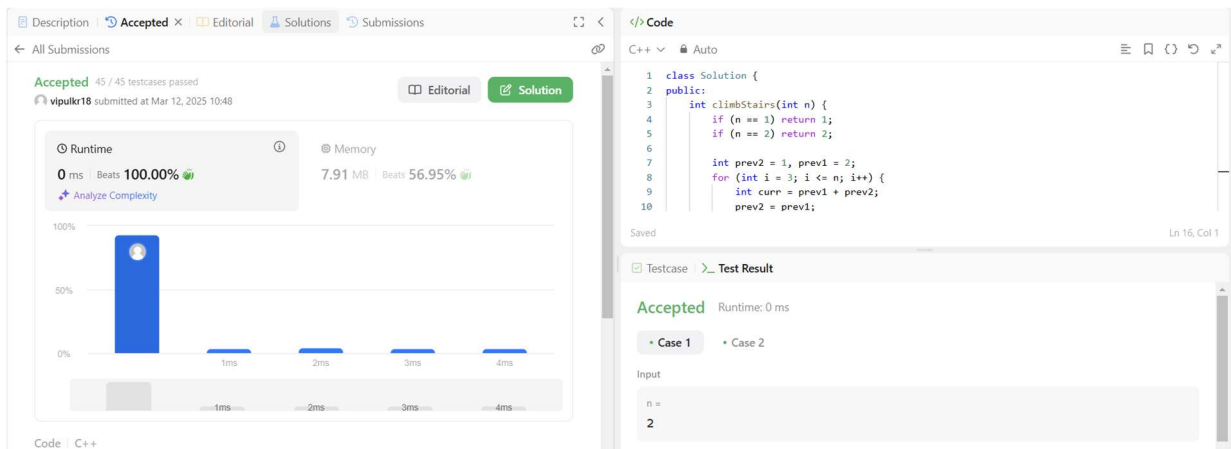 Description Accepted × Editorial Solutions Submissions
All Submissions
Accepted 45 / 45 testcases passed
vipulkr18 submitted at Mar 12, 2025 10:48
Editorial Solution
Runtime
0 ms Beats 100.00%
Analyze Complexity
Memory
7.91 MB Beats 56.95%
100%
50%
0%
1ms 2ms 3ms 4ms
1ms 2ms 3ms 4ms
Code C++
</> Code
C++ Auto
1 class Solution {
2 public:
3 int climbStairs(int n) {
4 if (n == 1) return 1;
5 if (n == 2) return 2;
6
7 int prev2 = 1, prev1 = 2;
8 for (int i = 3; i <= n; i++) {
9 int curr = prev1 + prev2;
10 prev2 = prev1;
Saved Ln 16, Col 1
Testcase >_ Test Result
Accepted Runtime: 0 ms
• Case 1 • Case 2
Input
n =
2